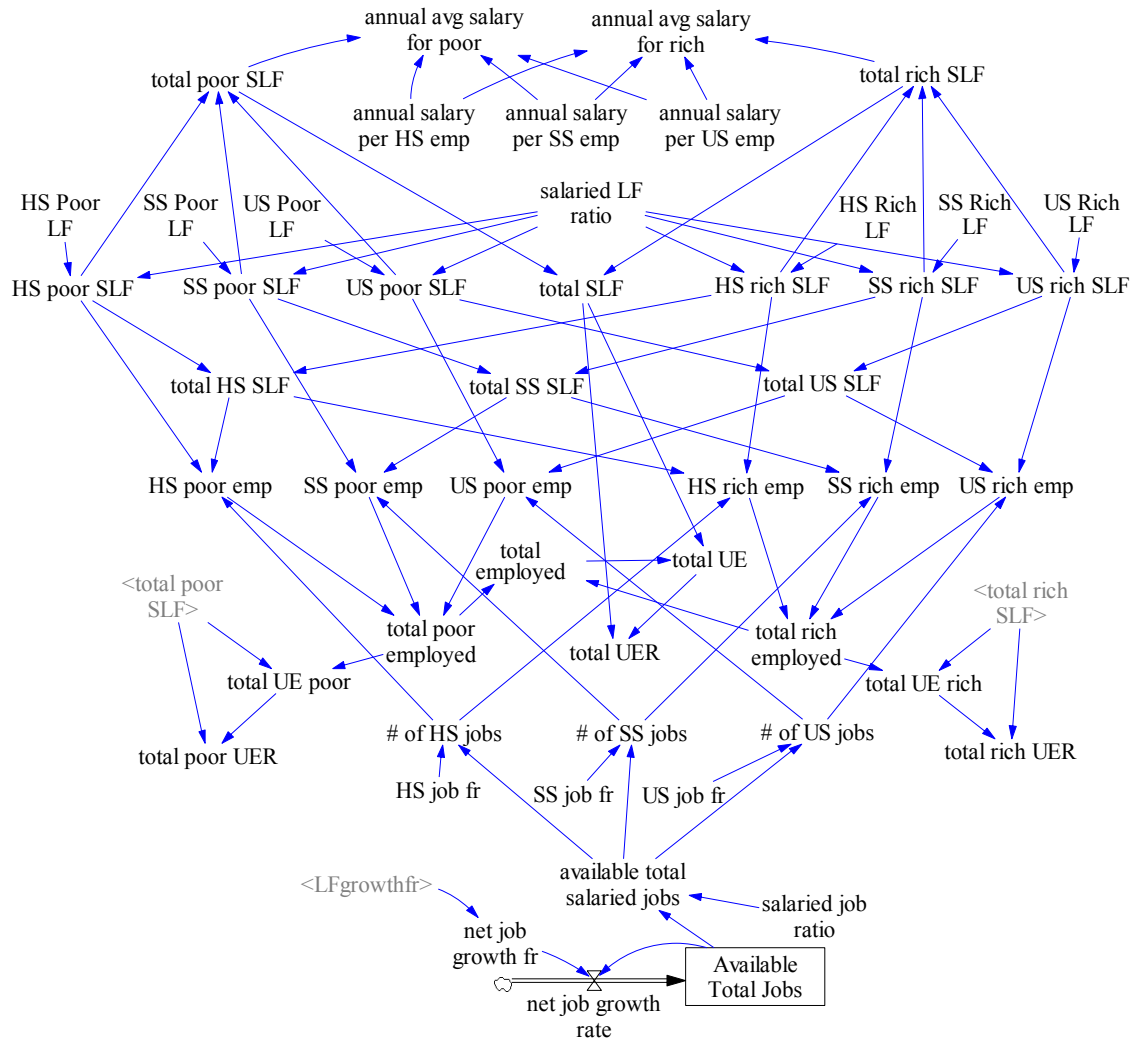 annual avg salary
for poor
annual avg salary
for rich
total poor SLF
total rich SLF
annual salary
per HS emp
annual salary
per SS emp
annual salary
per US emp
HS Poor
LF
SS Poor
LF
US Poor
LF
salaried LF
ratio
HS Rich
LF
SS Rich
LF
US Rich
LF
HS poor SLF
SS poor SLF
US poor SLF
total SLF
HS rich SLF
SS rich SLF
US rich SLF
total HS SLF
total SS SLF
total US SLF
HS poor emp
SS poor emp
US poor emp
HS rich emp
SS rich emp
US rich emp
total
employed
total UE
<total poor
SLF>
<total rich
SLF>
total poor
employed
total UER
total rich
employed
total UE poor
total UE rich
# of HS jobs
# of SS jobs
# of US jobs
total poor UER
total rich UER
HS job fr
SS job fr
US job fr
available total
salaried jobs
<LFgrowthfr>
salaried job
ratio
net job
growth fr
Available
Total Jobs
net job growth
rate